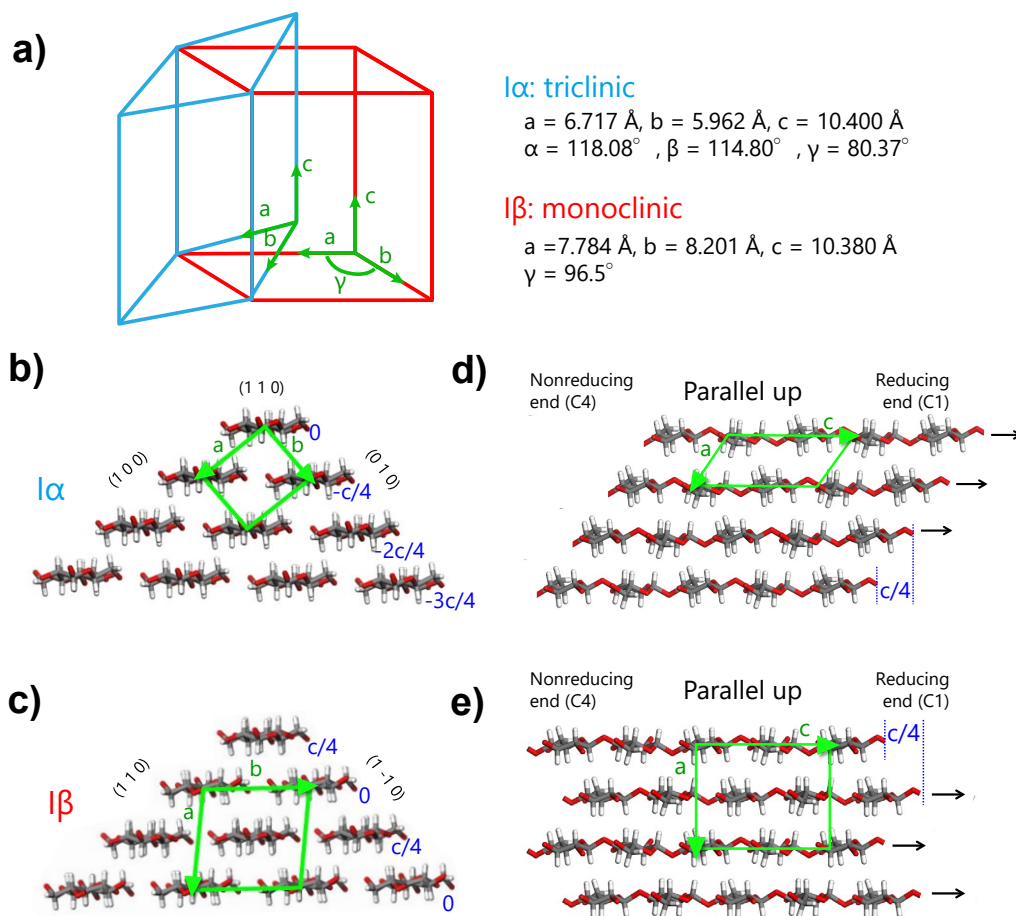 a)
c
a
b
c
a
b
γ
Iα: triclinic
a = 6.717 Å, b = 5.962 Å, c = 10.400 Å
α = 118.08° , β = 114.80° , γ = 80.37°
Iβ: monoclinic
a =7.784 Å, b = 8.201 Å, c = 10.380 Å
γ = 96.5°
b)
(1 1 0)
(1 0 0)
(0 1 0)
a
b
0
-c/4
-2c/4
-3c/4
Iα
d)
Nonreducing
end (C4)
Parallel up
Reducing
end (C1)
c
a
c/4
c)
(1 1 0)
(1 -1 0)
c/4
b
0
a
c/4
0
Iβ
e)
Nonreducing
end (C4)
Parallel up
Reducing
end (C1)
c
c/4
a